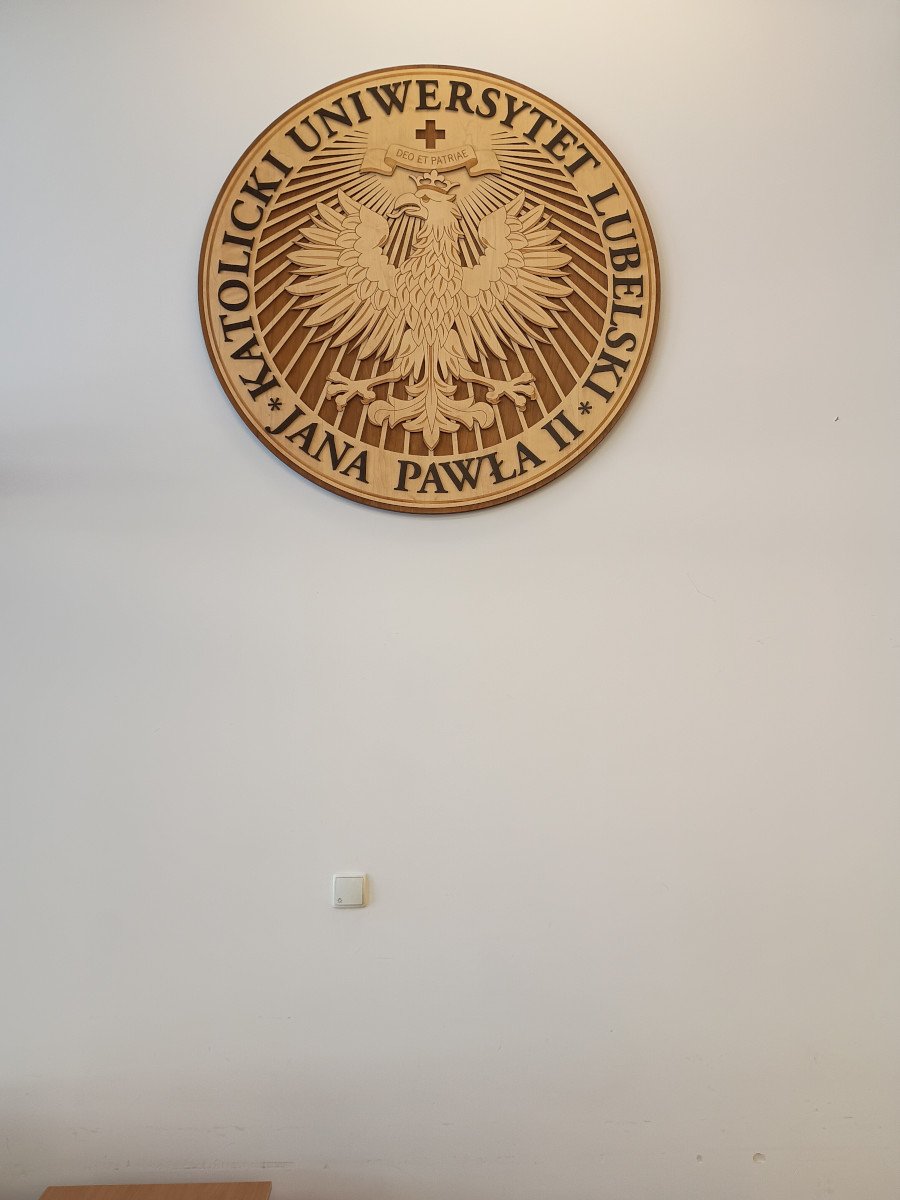 KATOLICKI UNIWERSYTET LUBELSKI
* JANA PAWŁA II *
DEO ET PATRIAE